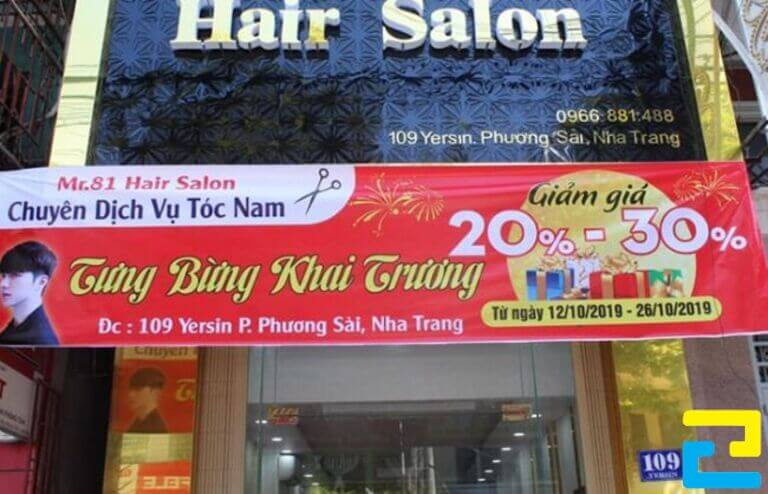 Hair Salon
0966.881.488
109 Yersin. Phương Sài, Nha Trang
Mr.81 Hair Salon
Chuyên Dịch Vụ Tóc Nam
Tưng Bừng Khai Trương
Đc : 109 Yersin P. Phương Sài, Nha Trang
Giảm giá
20% - 30%
Từ ngày 12/10/2019 - 26/10/2019
Chuyên
109
YERSIN